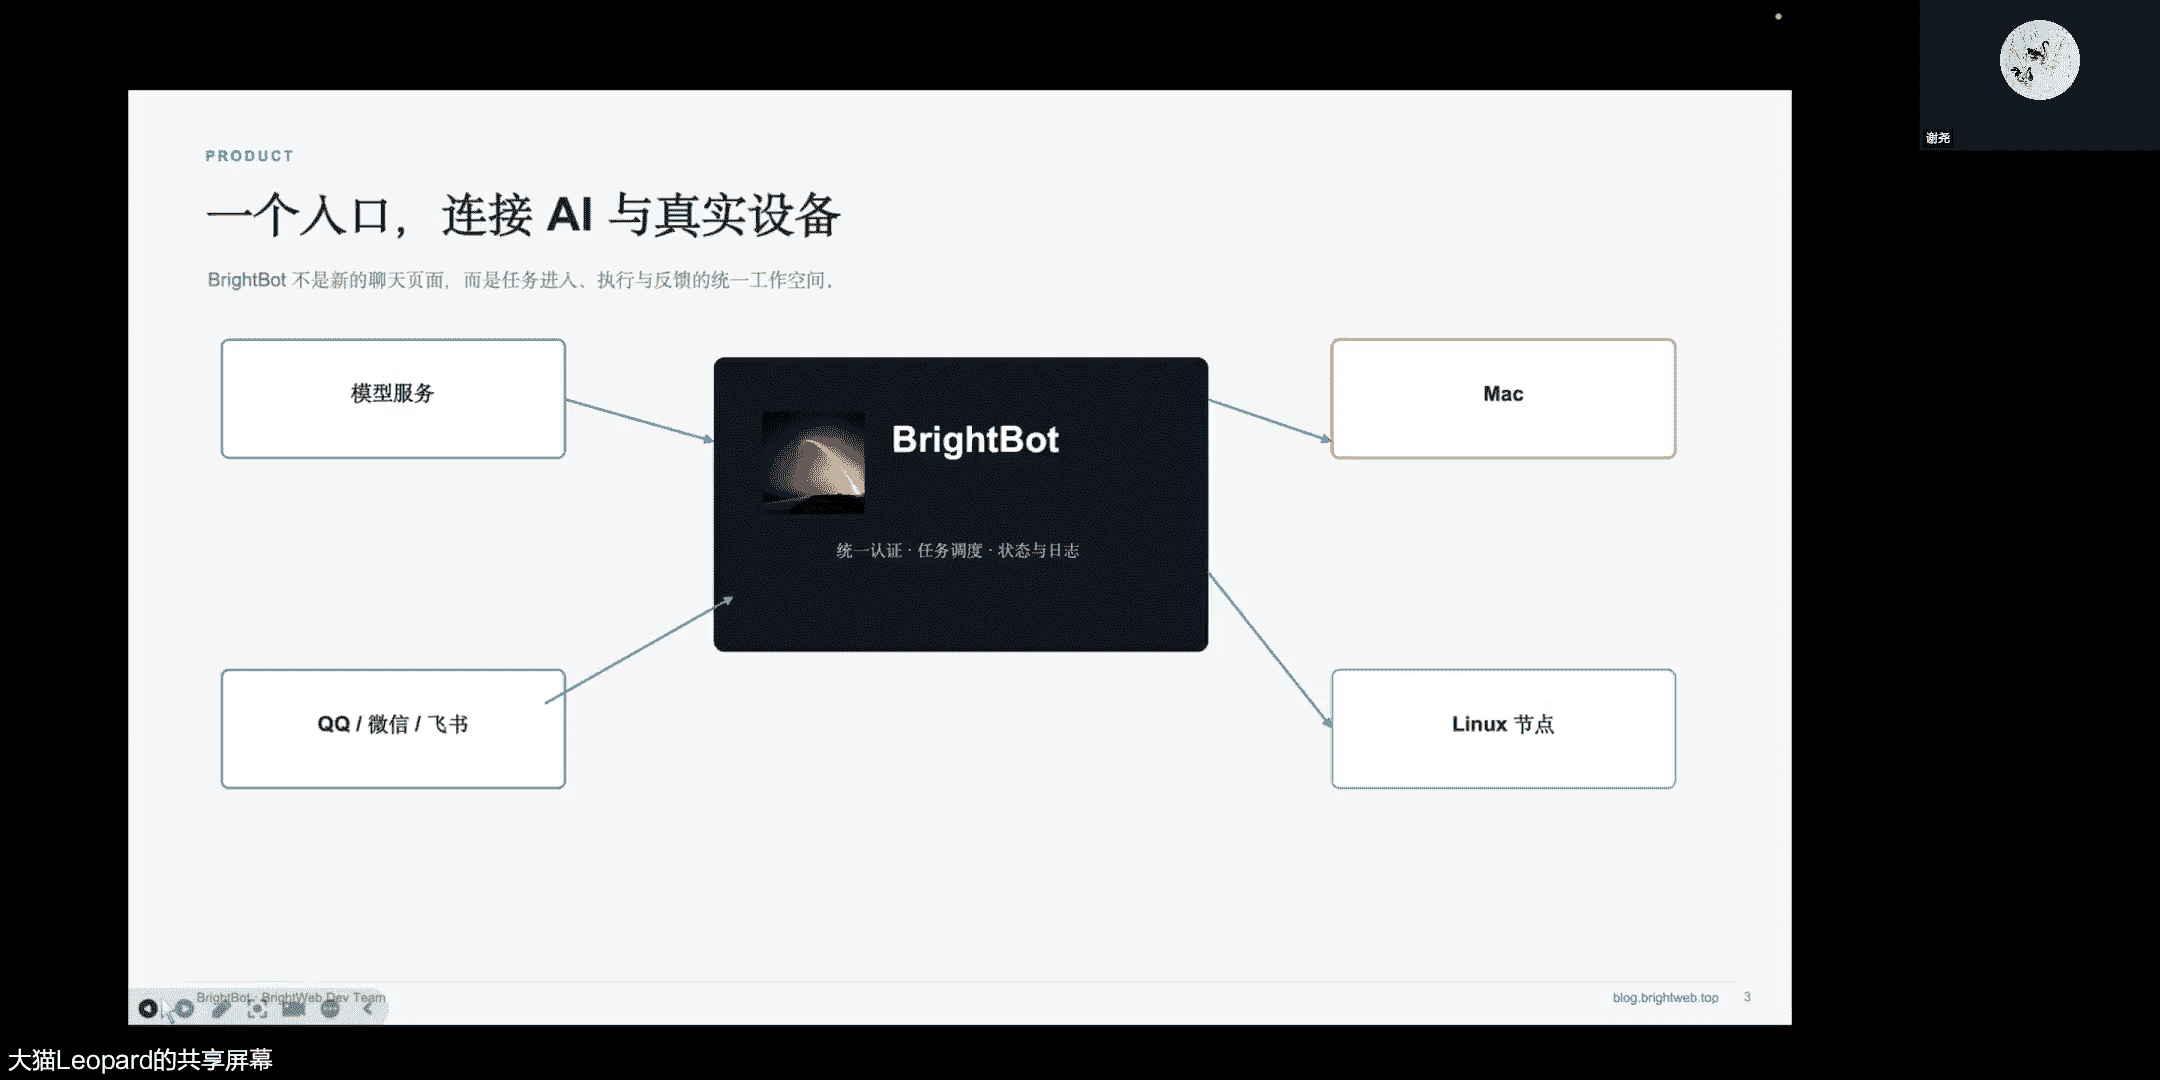 PRODUCT
一个入口，连接 AI 与真实设备
BrightBot 不是新的聊天页面，而是任务进入、执行与反馈的统一工作空间。
模型服务
BrightBot
统一认证 · 任务调度 · 状态与日志
Mac
QQ / 微信 / 飞书
Linux 节点
BrightBot · BrightWeb Dev Team
blog.brightweb.top 3
谢尧
大猫Leopard的共享屏幕